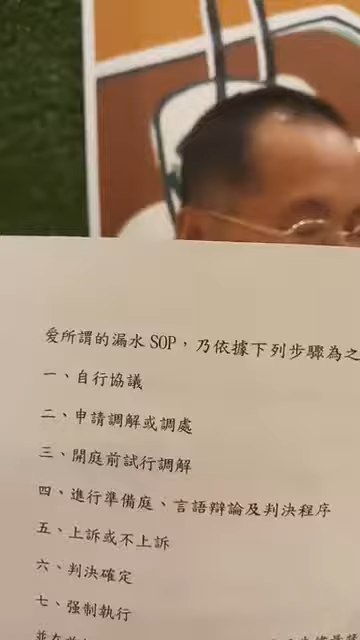 爰所謂的漏水 SOP，乃依據下列步驟為之
一、自行協議
二、申請調解或調處
三、開庭前試行調解
四、進行準備庭、言語辯論及判決程序
五、上訴或不上訴
六、判決確定
七、強制執行